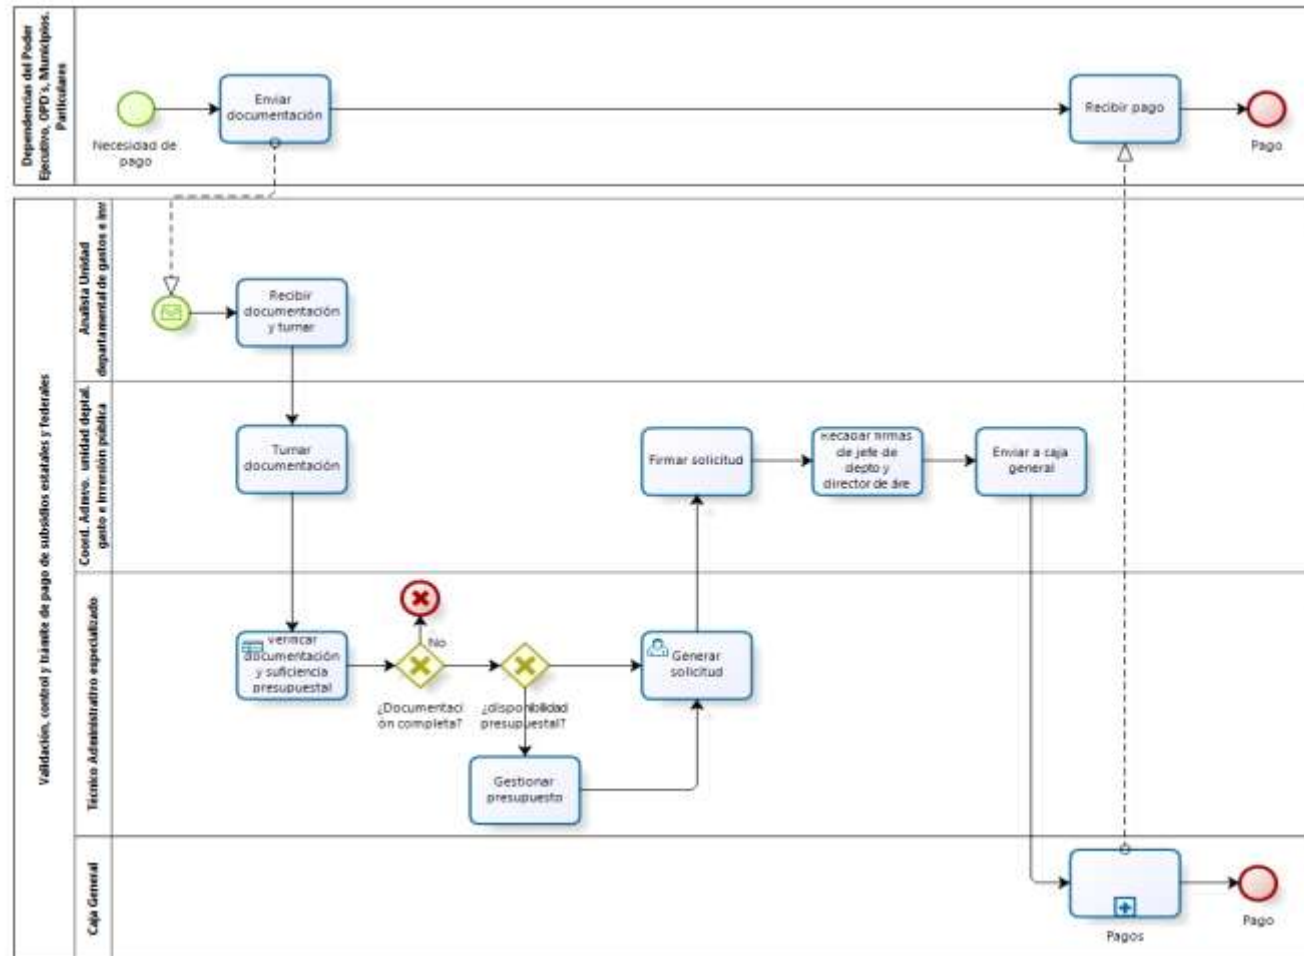 Dependencias del Poder
Ejecutivo, OPD's, Municipios.
Particulares
Necesidad de
pago
Enviar
documentación
Recibir pago
Pago
Validación, control y trámite de pago de subsidios estatales y federales
Analista Unidad
departamental de gastos e inv
Recibir
documentación
y turnar
Coord. Admvo. unidad deptal.
gasto e inversión pública
Turnar
documentación
Firmar solicitud
Recabar firmas
de jefe de
depto y
director de áre
Enviar a caja
general
Técnico Administrativo especializado
Verificar
documentación
y suficiencia
presupuestal
No
¿Documentaci
ón completa?
¿disponibilidad
presupuestal?
Generar
solicitud
Gestionar
presupuesto
Caja General
Pagos
Pago